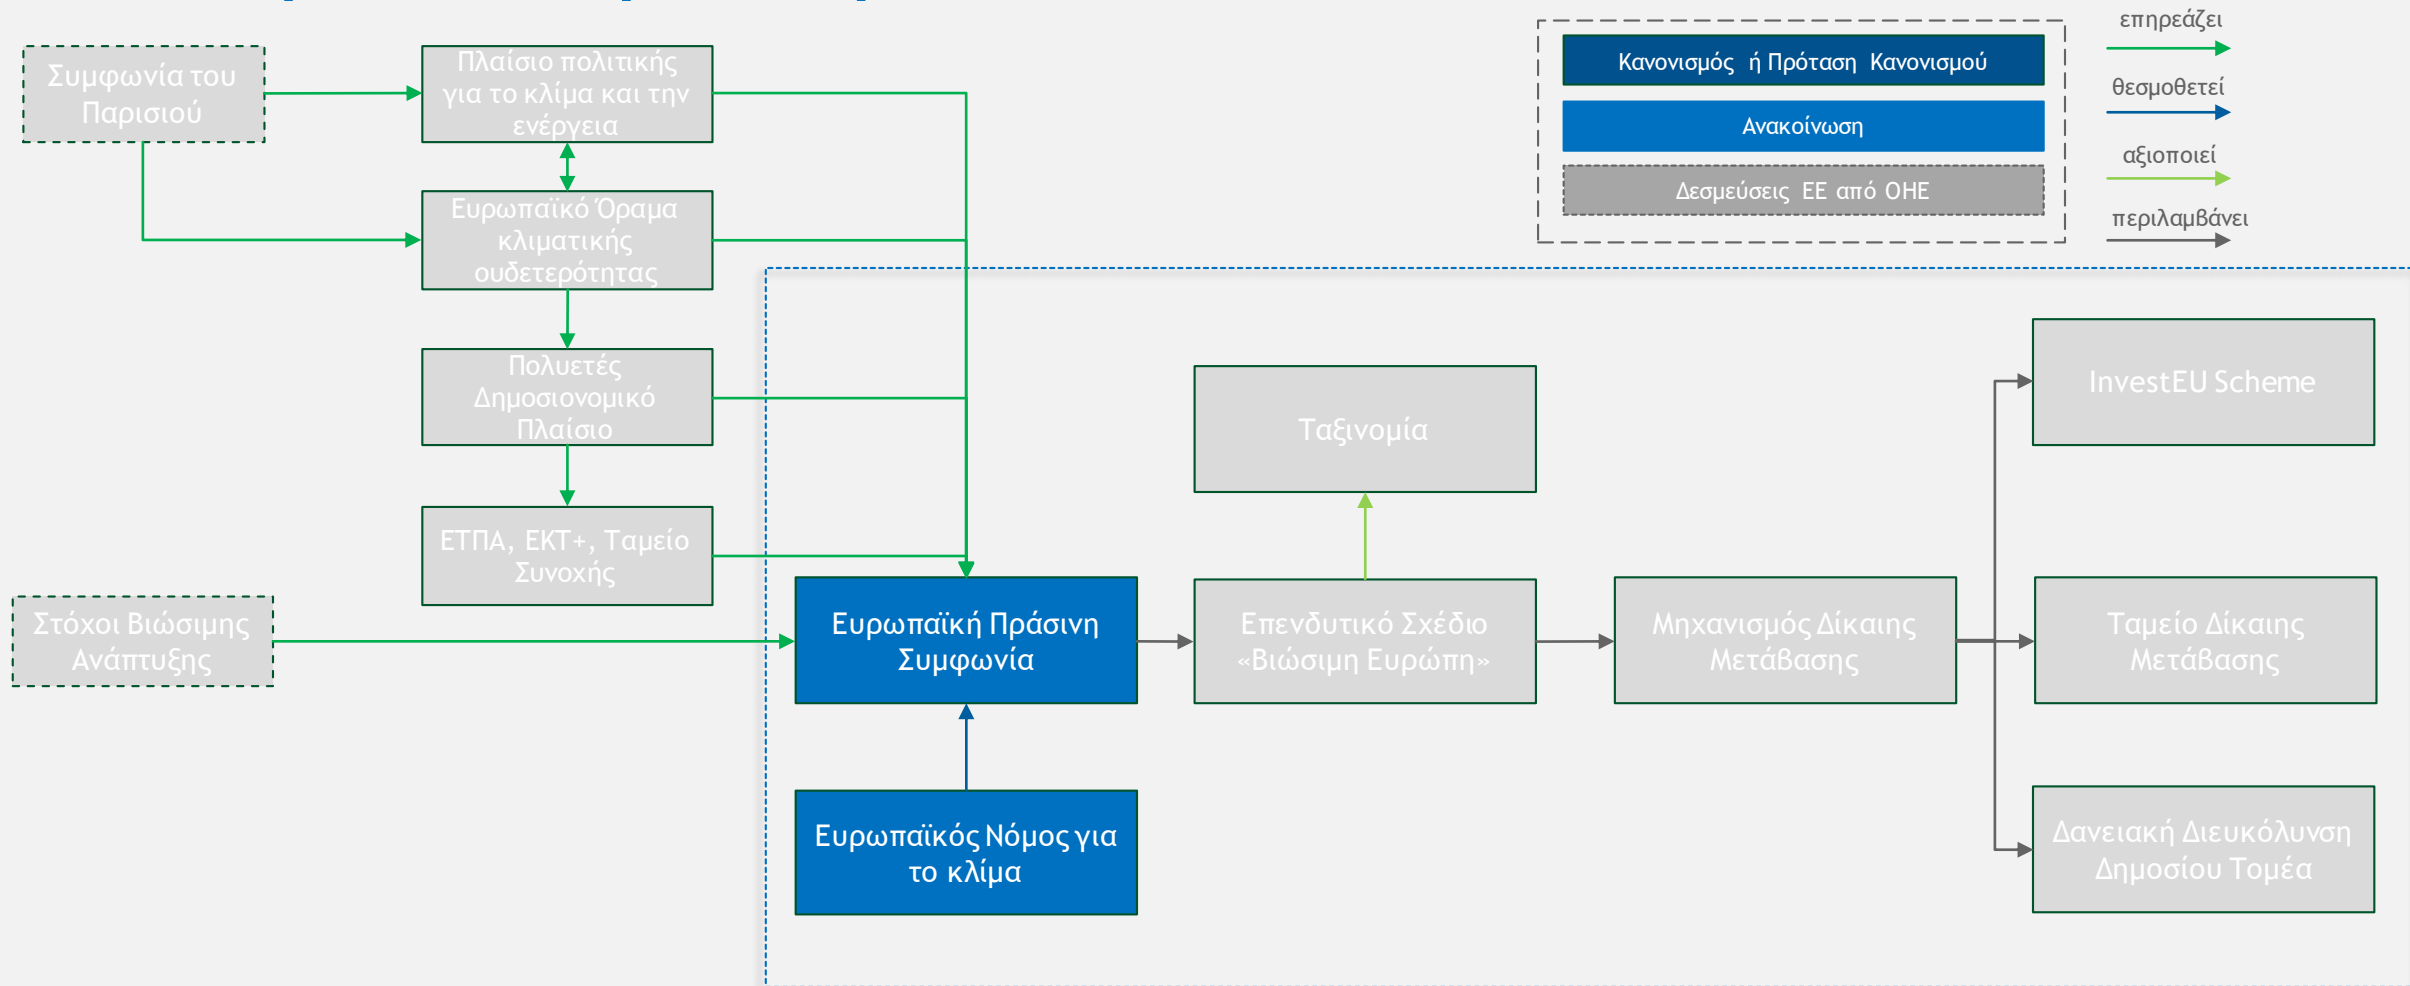 επηρεάζει
Συμφωνία του
Παρισιού
Πλαίσιο πολιτικής
για το κλίμα και την
ενέργεια
Κανονισμός ή Πρόταση Κανονισμού
θεσμοθετεί
Ανακοίνωση
αξιοποιεί
Δεσμεύσεις ΕΕ από ΟΗΕ
περιλαμβάνει
Ευρωπαϊκό Όραμα
κλιματικής
ουδετερότητας
Πολυετές
Δημοσιονομικό
Πλαίσιο
InvestEU Scheme
Ταξινομία
ΕΤΠΑ, ΕΚΤ+, Ταμείο
Συνοχής
Στόχοι Βιώσιμης
Ανάπτυξης
Ευρωπαϊκή Πράσινη
Συμφωνία
Επενδυτικό Σχέδιο
«Βιώσιμη Ευρώπη»
Μηχανισμός Δίκαιης
Μετάβασης
Ταμείο Δίκαιης
Μετάβασης
Ευρωπαϊκός Νόμος για
το κλίμα
Δανειακή Διευκόλυνση
Δημοσίου Τομέα